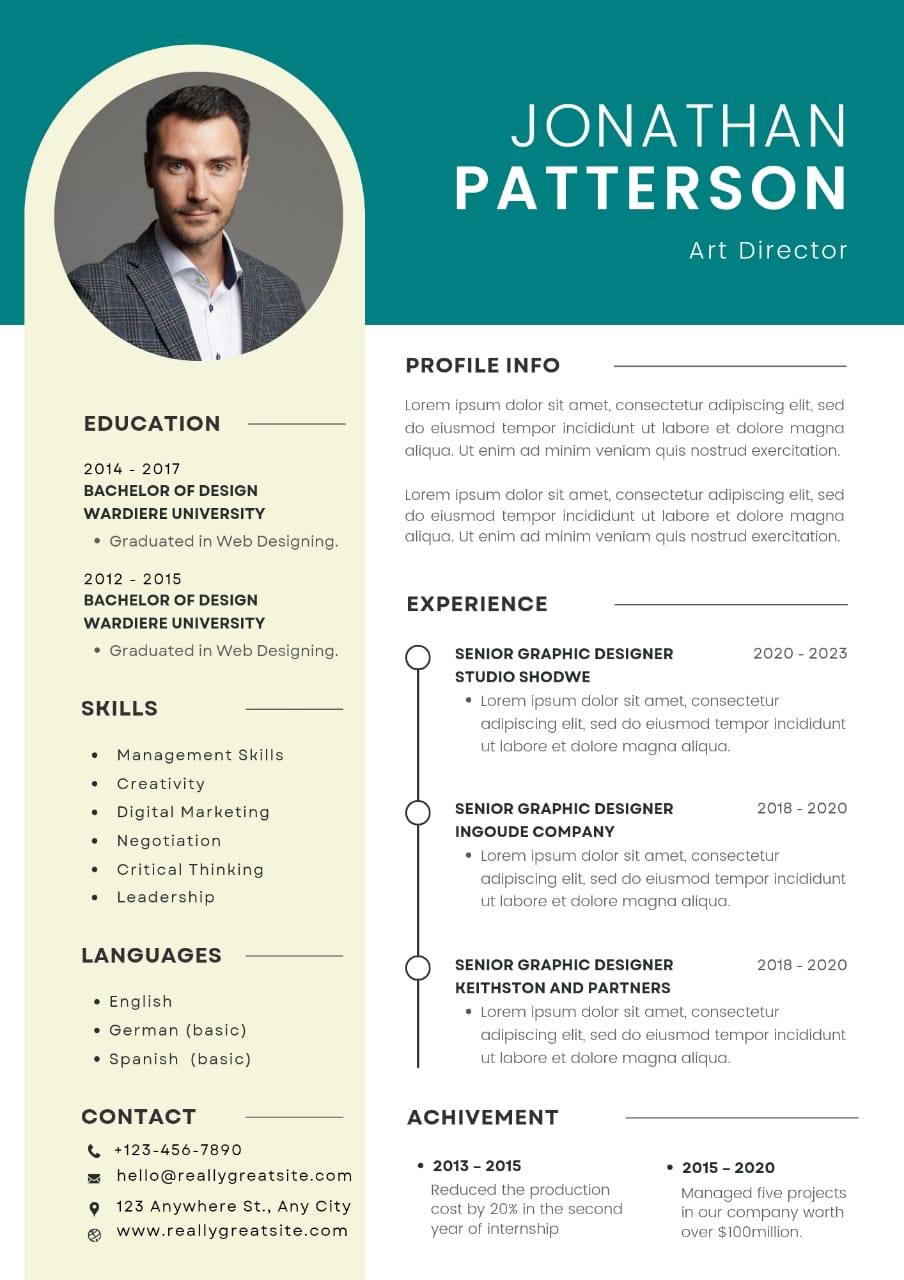 JONATHAN
PATTERSON
Art Director
EDUCATION
2014 - 2017
BACHELOR OF DESIGN
WARDIERE UNIVERSITY
• Graduated in Web Designing.
2012 - 2015
BACHELOR OF DESIGN
WARDIERE UNIVERSITY
• Graduated in Web Designing.
SKILLS
• Management Skills
• Creativity
• Digital Marketing
• Negotiation
• Critical Thinking
• Leadership
LANGUAGES
• English
• German (basic)
• Spanish (basic)
CONTACT
+123-456-7890
hello@reallygreatsite.com
123 Anywhere St., Any City
www.reallygreatsite.com
PROFILE INFO
Lorem ipsum dolor sit amet, consectetur adipiscing elit, sed
do eiusmod tempor incididunt ut labore et dolore magna
aliqua. Ut enim ad minim veniam quis nostrud exercitation.
Lorem ipsum dolor sit amet, consectetur adipiscing elit, sed
do eiusmod tempor incididunt ut labore et dolore magna
aliqua. Ut enim ad minim veniam quis nostrud exercitation.
EXPERIENCE
SENIOR GRAPHIC DESIGNER 2020 - 2023
STUDIO SHODWE
• Lorem ipsum dolor sit amet, consectetur
adipiscing elit, sed do eiusmod tempor incididunt
ut labore et dolore magna aliqua.
SENIOR GRAPHIC DESIGNER 2018 - 2020
INGOUDE COMPANY
• Lorem ipsum dolor sit amet, consectetur
adipiscing elit, sed do eiusmod tempor incididunt
ut labore et dolore magna aliqua.
SENIOR GRAPHIC DESIGNER 2018 - 2020
KEITHSTON AND PARTNERS
• Lorem ipsum dolor sit amet, consectetur
adipiscing elit, sed do eiusmod tempor incididunt
ut labore et dolore magna aliqua.
ACHIVEMENT
• 2013 – 2015
Reduced the production
cost by 20% in the second
year of internship
• 2015 – 2020
Managed five projects
in our company worth
over $100million.